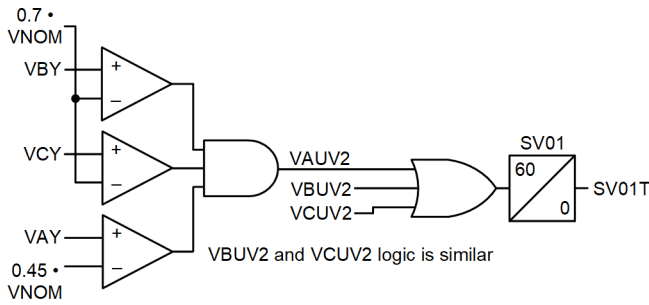 0.7 •
VNOM
VBY
+
–
VCY
+
–
VAY
+
–
0.45 •
VNOM
VAUV2
VBUV2
VCUV2
SV01
60
0
SV01T
VBUV2 and VCUV2 logic is similar